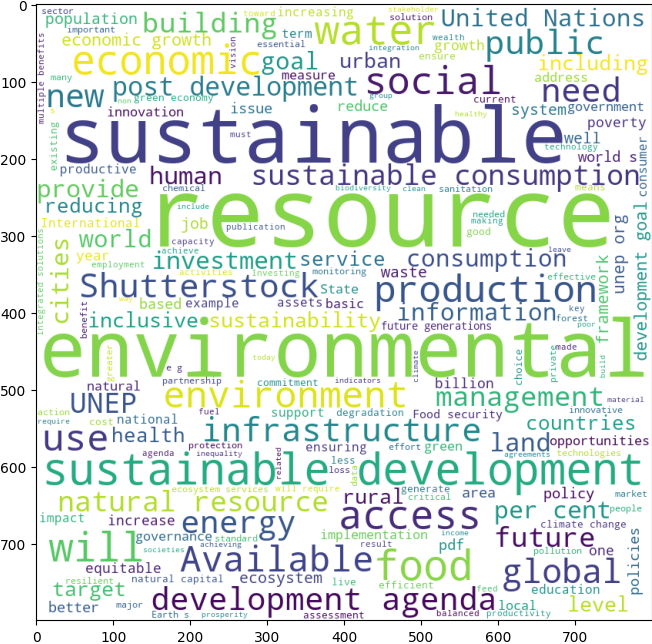 0
sector
population
important
building
toward increasing
stakeholder
solution
water
United Nations
economic growth
term
essential
vision
integration
wealth
growth
ensure
public
multiple benefits
economic
goal
urban
including
100
many
measure
address
new
post development
social
need
non
green economy
group
current
innovation
issue
reduce
healthy
system
government
existing
sustainable
must
poverty
well
technology
200
world s
consumer
productive
human
sustainable consumption
provide
chemical
biodiversity
clean
sanitation
means
reducing
include
resource
needed
making
International
job
publication
good
300
world
capacity
achieve
unep org
development goal
integrated solutions
cities
year
employment
investment
service
consumption
leave
activities
Investing
monitoring
waste
effective
framework
Shutterstock
State
production
way
based
example
assets
basic
information
key
forest
400
benefit
inclusive
sustainability
future generations
poor
environmental
greater
today
climate
choice
private
made
build
e g
natural
partnership
commitment
indicators
billion
500
UNEP
environment
management
material
action
require
cost
national
fuel
support
degradation
Food security
innovative
countries
use
health
infrastructure
land
opportunities
protection
agenda
inequality
related
ensuring
effort
green
agreements
technologies
600
less
loss
data
sustainable development
ecosystem services
will require
natural resource
rural
generate
critical
area
policy
market
people
impact
increase
energy
access
per cent
climate change
700
governance
standard
implementation
income
future
will
societies
achieving
result
pdf
pollution
one
policies
equitable
Available
food
global
resilient
natural capital
ecosystem
live
efficient
feed
education
target
better
major
development agenda
local
level
Earth s
prosperity
assessment
balanced
productivity
0 100 200 300 400 500 600 700